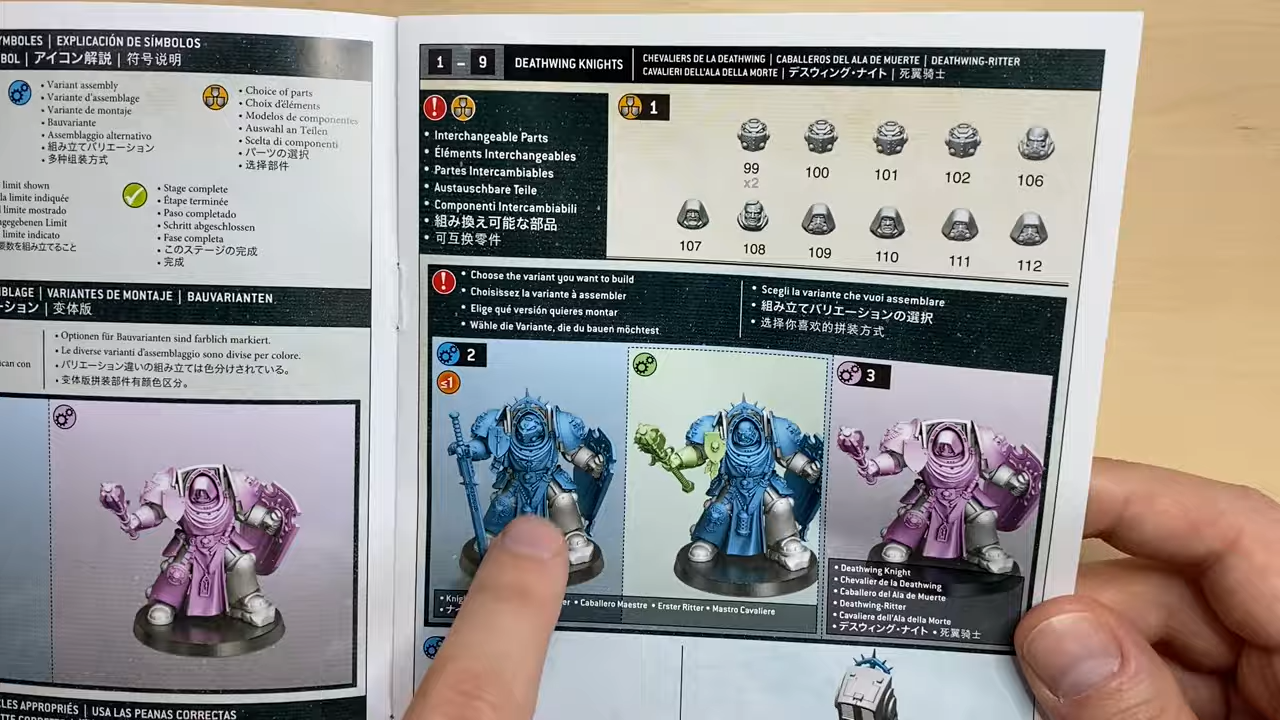 YMBOLES | EXPLICACIÓN DE SÍMBOLOS
BOL | アイコン解説 | 符号说明
• Variant assembly
• Variante d'assemblage
• Variante de montaje
• Bauvariante
• Assemblaggio alternativo
• 組み立てバリエーション
• 多种组装方式
• Choice of parts
• Choix d'éléments
• Modelos de componentes
• Auswahl an Teilen
• Scelta di componenti
• パーツの選択
• 选择部件
limit shown
la limite indiquée
l límite mostrado
ngegebenen Limit
limite indicato
要数を組み立てること
• Stage complete
• Étape terminée
• Paso completado
• Schritt abgeschlossen
• Fase completa
• このステージの完成
• 完成
BLAGE | VARIANTES DE MONTAJE | BAUVARIANTEN
ーション | 变体版
ican con
• Optionen für Bauvarianten sind farblich markiert.
• Le diverse varianti d'assemblaggio sono divise per colore.
• バリエーション違いの組み立ては色分けされている。
• 变体版拼装部件有颜色区分。
CLES APPROPRIÉS | USA LAS PEANAS CORRECTAS
1 – 9
DEATHWING KNIGHTS
CHEVALIERS DE LA DEATHWING | CABALLEROS DEL ALA DE MUERTE | DEATHWING-RITTER
CAVALIERI DELL'ALA DELLA MORTE | デスウィング・ナイト | 死翼骑士
• Interchangeable Parts
• Éléments Interchangeables
• Partes Intercambiables
• Austauschbare Teile
• Componenti Intercambiabili
• 組み換え可能な部品
• 可互换零件
1
99
x2
100
101
102
106
107
108
109
110
111
112
• Choose the variant you want to build
• Choisissez la variante à assembler
• Elige qué versión quieres montar
• Wähle die Variante, die du bauen möchtest
• Scegli la variante che vuoi assemblare
• 組み立てバリエーションの選択
• 选择你喜欢的拼装方式
2
≤1
3
• Caballero Maestre • Erster Ritter • Mastro Cavaliere
• Deathwing Knight
• Chevalier de la Deathwing
• Caballero del Ala de Muerte
• Deathwing-Ritter
• Cavaliere dell'Ala della Morte
• デスウィング・ナイト • 死翼骑士